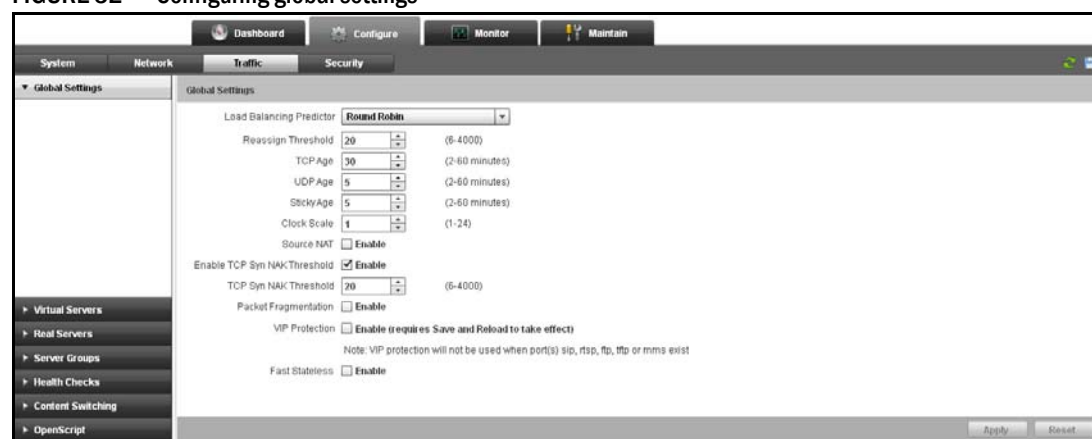 FIGURE 82 Configuring global settings
Dashboard Configure Monitor Maintain
System Network Traffic Security
Global Settings
Global Settings
Load Balancing Predictor Round Robin
Reassign Threshold 20 (6-4000)
TCP Age 30 (2-60 minutes)
UDP Age 5 (2-60 minutes)
Sticky Age 5 (2-60 minutes)
Clock Scale 1 (1-24)
Source NAT Enable
Enable TCP Syn NAK Threshold Enable
TCP Syn NAK Threshold 20 (6-4000)
Packet Fragmentation Enable
VIP Protection Enable (requires Save and Reload to take effect)
Note: VIP protection will not be used when port(s) sip, rtsp, ftp, tftp or mms exist
Fast Stateless Enable
Virtual Servers
Real Servers
Server Groups
Health Checks
Content Switching
OpenScript
Apply Reset